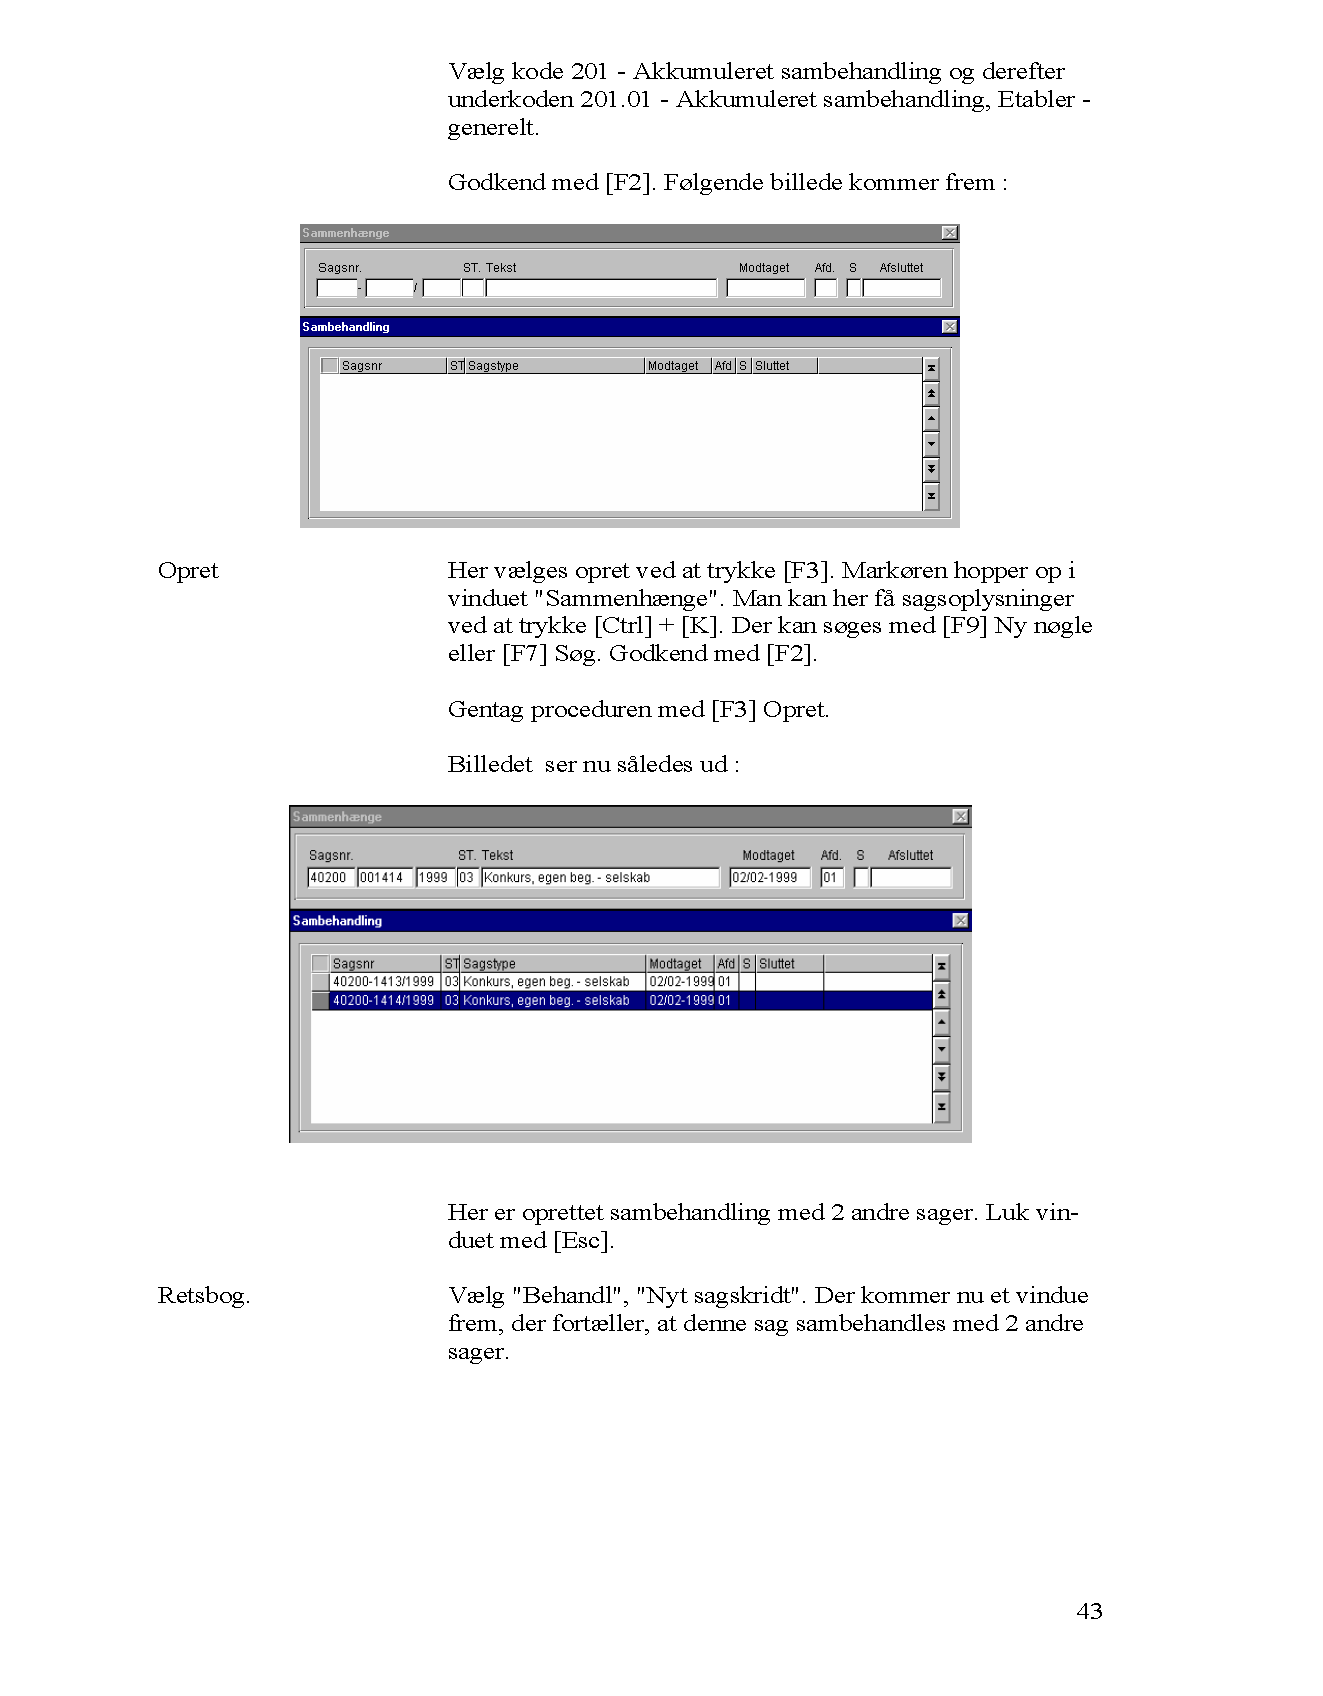 Vælg kode 201 - Akkumuleret sambehandling og derefter
underkoden 201.01 - Akkumuleret sambehandling, Etabler -
generelt.
Godkend med [F2]. Følgende billede kommer frem :
Sammenhænge
Sagsnr. ST. Tekst Modtaget Afd. S Afsluttet
- /
Sambehandling
Sagsnr ST Sagstype Modtaget Afd S Sluttet
Opret Her vælges opret ved at trykke [F3]. Markøren hopper op i
vinduet "Sammenhænge". Man kan her få sagsoplysninger
ved at trykke [Ctrl] + [K]. Der kan søges med [F9] Ny nøgle
eller [F7] Søg. Godkend med [F2].
Gentag proceduren med [F3] Opret.
Billedet  ser nu således ud :
Sammenhænge
Sagsnr. ST. Tekst Modtaget Afd. S Afsluttet
40200 001414 1999 03 Konkurs, egen beg. - selskab 02/02-1999 01
Sambehandling
Sagsnr ST Sagstype Modtaget Afd S Sluttet
40200-1413/1999 03 Konkurs, egen beg. - selskab 02/02-1999 01
40200-1414/1999 03 Konkurs, egen beg. - selskab 02/02-1999 01
Her er oprettet sambehandling med 2 andre sager. Luk vin-
duet med [Esc].
Retsbog. Vælg "Behandl", "Nyt sagskridt". Der kommer nu et vindue
frem, der fortæller, at denne sag sambehandles med 2 andre
sager.
43